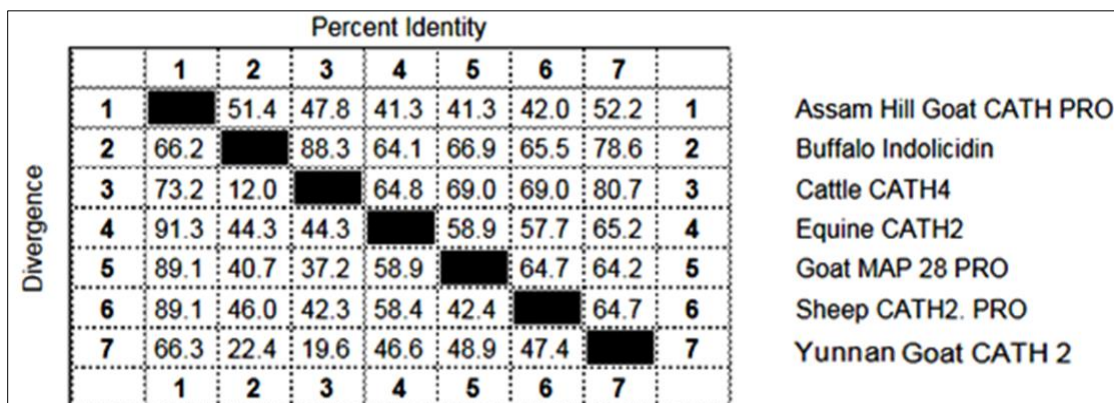 Percent Identity
1 2 3 4 5 6 7
1 51.4 47.8 41.3 41.3 42.0 52.2 1 Assam Hill Goat CATH PRO
2 66.2 88.3 64.1 66.9 65.5 78.6 2 Buffalo Indolicidin
3 73.2 12.0 64.8 69.0 69.0 80.7 3 Cattle CATH4
4 91.3 44.3 44.3 58.9 57.7 65.2 4 Equine CATH2
5 89.1 40.7 37.2 58.9 64.7 64.2 5 Goat MAP 28 PRO
6 89.1 46.0 42.3 58.4 42.4 64.7 6 Sheep CATH2. PRO
7 66.3 22.4 19.6 46.6 48.9 47.4 7 Yunnan Goat CATH 2
1 2 3 4 5 6 7
Divergence